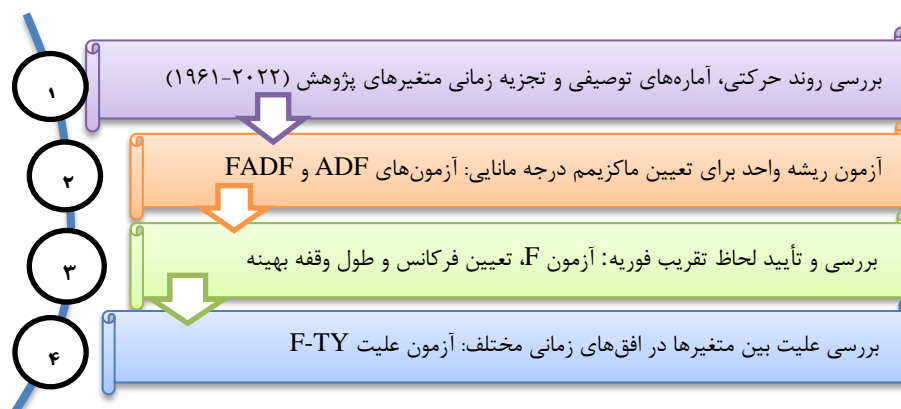 ۱
بررسی روند حرکتی، آماره‌های توصیفی و تجزیه زمانی متغیرهای پژوهش (۲۰۲۲-۱۹۶۱)
۲
آزمون ریشه واحد برای تعیین ماکزیمم درجه مانایی: آزمون‌های ADF و FADF
۳
بررسی و تأیید لحاظ تقریب فوریه: آزمون F، تعیین فرکانس و طول وقفه بهینه
۴
بررسی علیت بین متغیرها در افق‌های زمانی مختلف: آزمون علیت F-TY